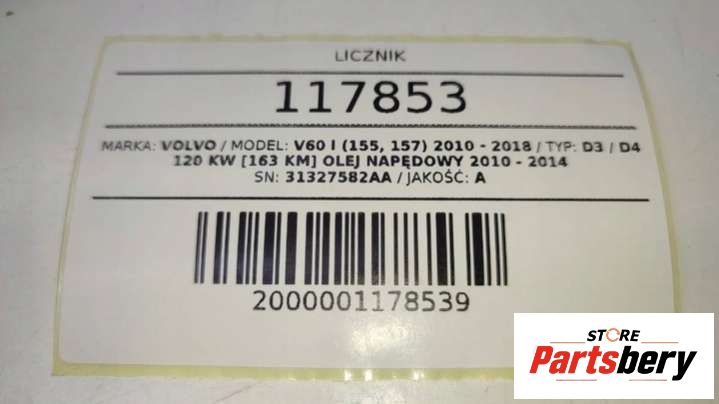 LICZNIK
117853
MARKA: VOLVO / MODEL: V60 I (155, 157) 2010 - 2018 / TYP: D3 / D4
120 KW [163 KM] OLEJ NAPĘDOWY 2010 - 2014
SN: 31327582AA / JAKOŚĆ: A
2000001178539
STORE
Partsbery